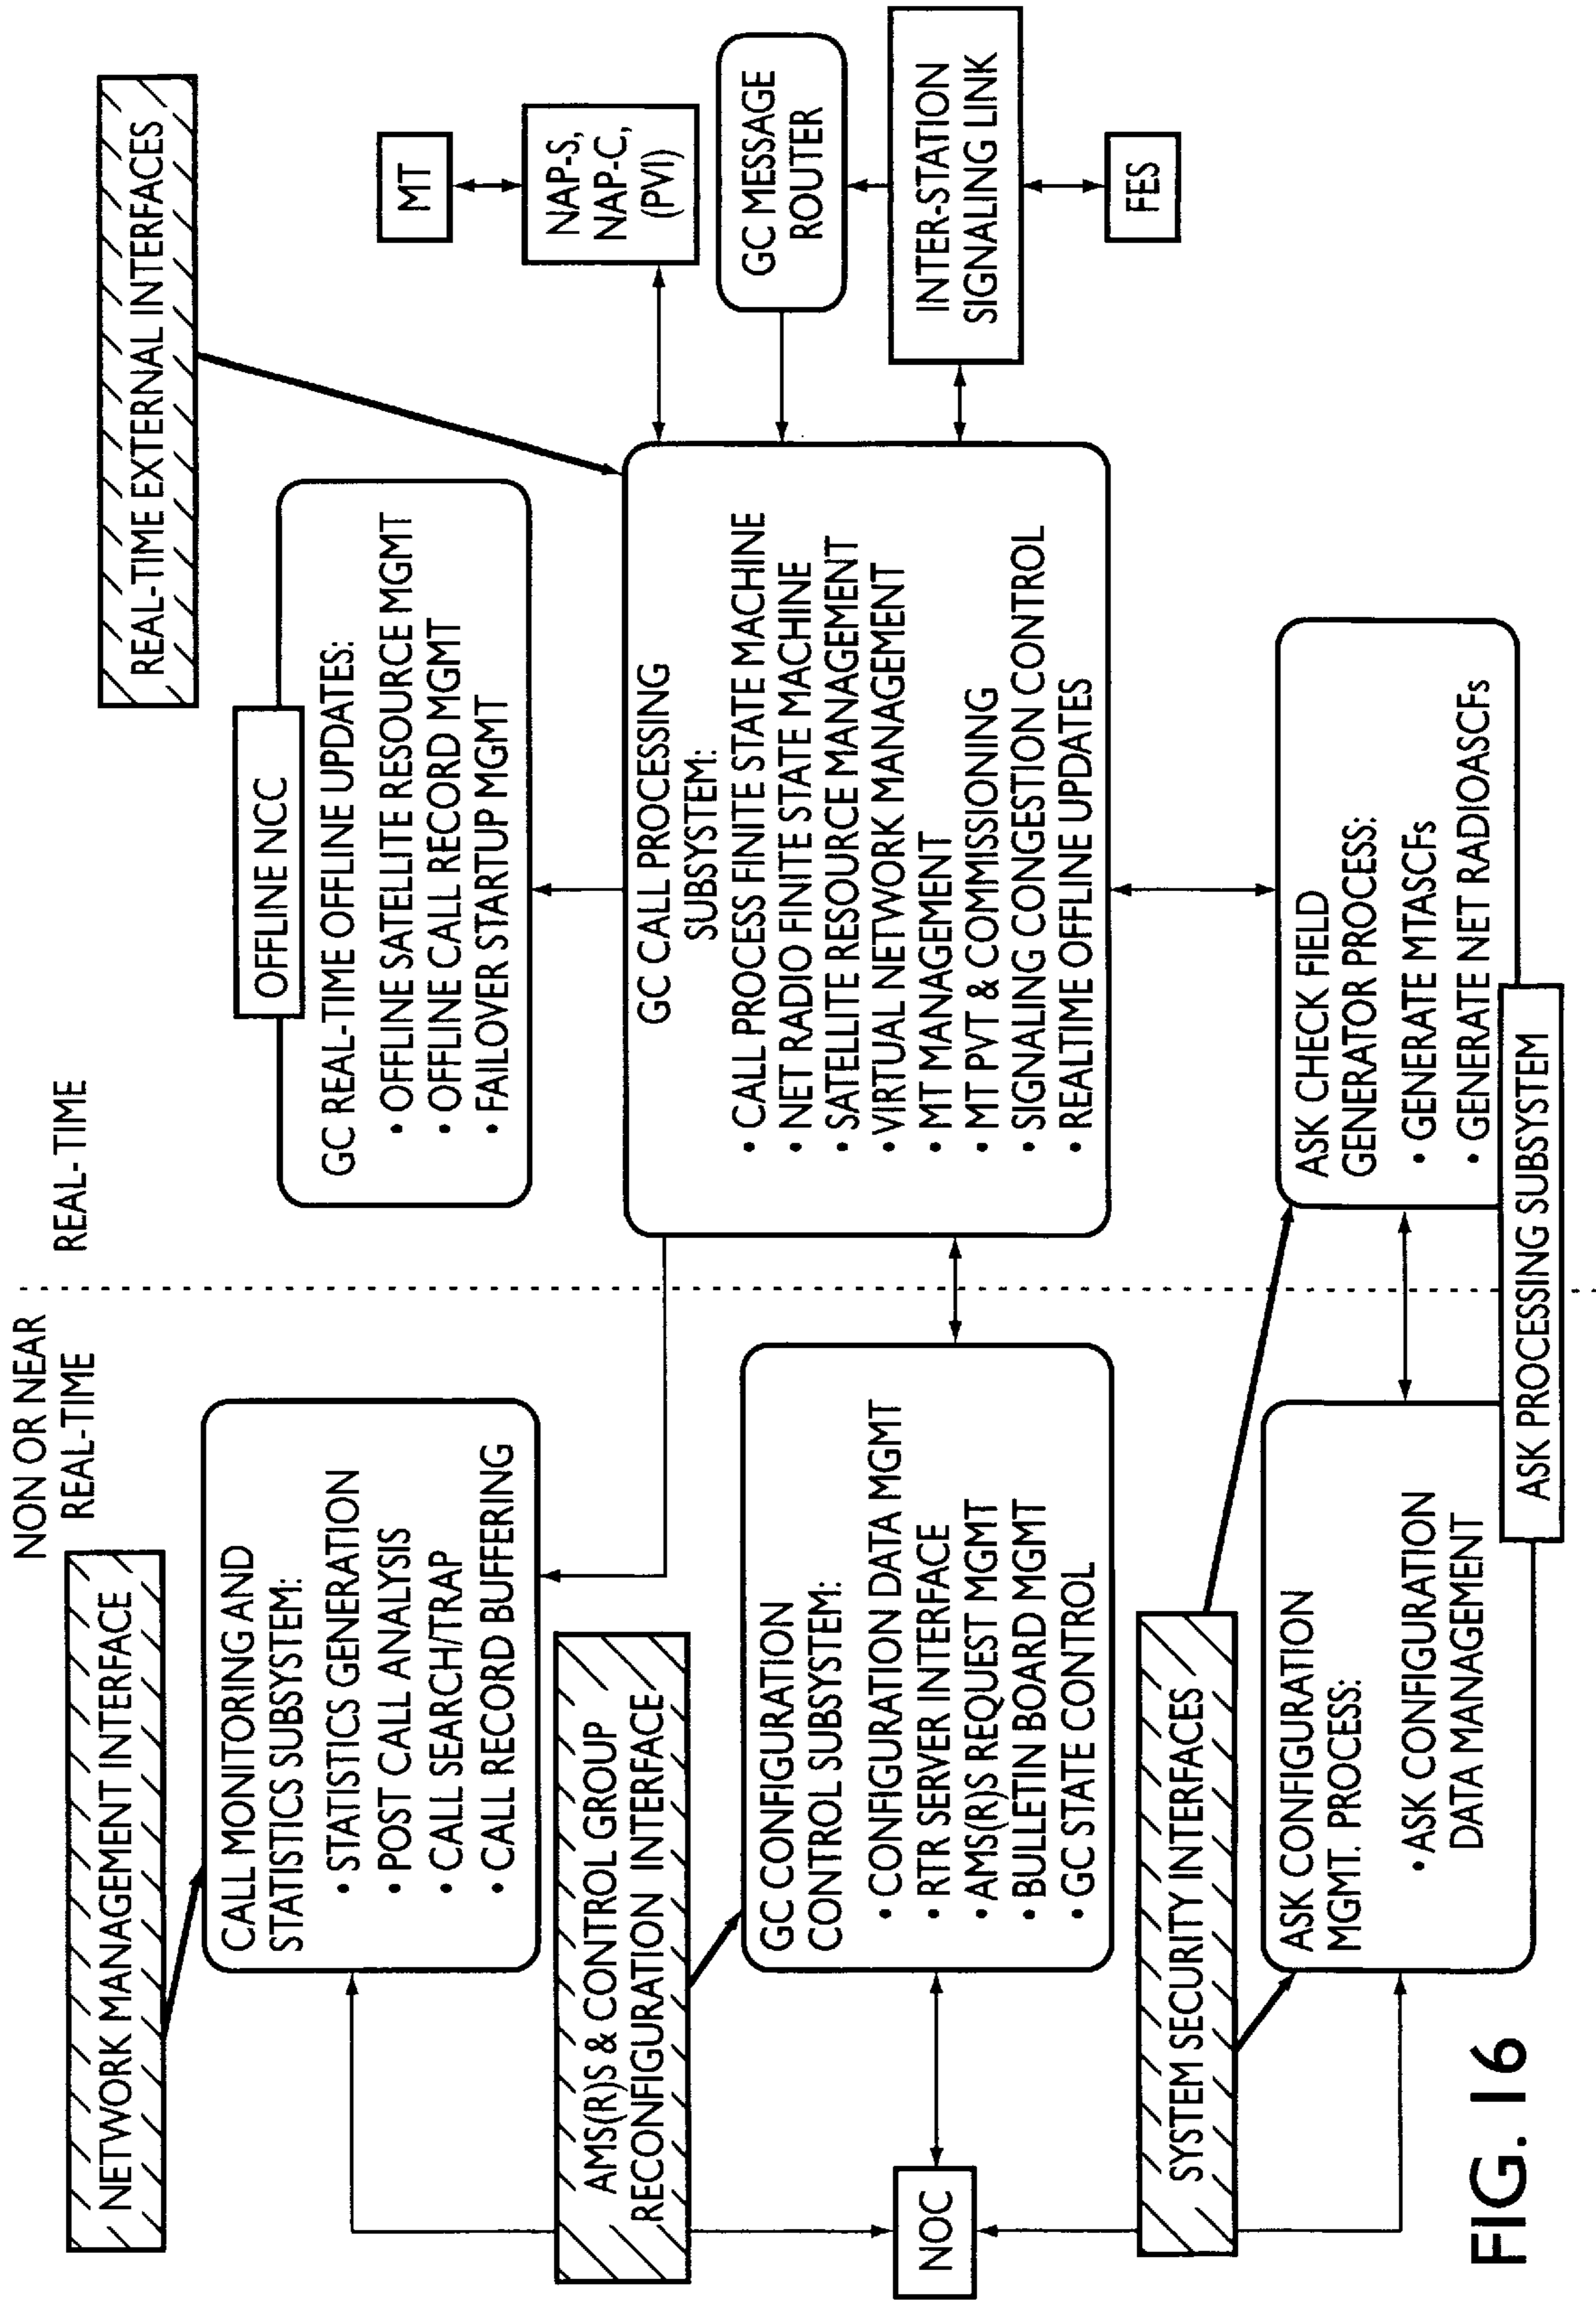 NON OR NEAR
REAL-TIME
REAL-TIME
NETWORK MANAGEMENT INTERFACE
CALL MONITORING AND
STATISTICS SUBSYSTEM:
• STATISTICS GENERATION
• POST CALL ANALYSIS
• CALL SEARCH/TRAP
• CALL RECORD BUFFERING
AMS(R)S & CONTROL GROUP
RECONFIGURATION INTERFACE
GC CONFIGURATION
CONTROL SUBSYSTEM:
• CONFIGURATION DATA MGMT
• RTR SERVER INTERFACE
• AMS(R)S REQUEST MGMT
• BULLETIN BOARD MGMT
• GC STATE CONTROL
NOC
SYSTEM SECURITY INTERFACES
ASK CONFIGURATION
MGMT. PROCESS:
• ASK CONFIGURATION
DATA MANAGEMENT
ASK PROCESSING SUBSYSTEM
OFFLINE NCC
GC REAL-TIME OFFLINE UPDATES:
• OFFLINE SATELLITE RESOURCE MGMT
• OFFLINE CALL RECORD MGMT
• FAILOVER STARTUP MGMT
GC CALL PROCESSING
SUBSYSTEM:
• CALL PROCESS FINITE STATE MACHINE
• NET RADIO FINITE STATE MACHINE
• SATELLITE RESOURCE MANAGEMENT
• VIRTUAL NETWORK MANAGEMENT
• MT MANAGEMENT
• MT PVT & COMMISSIONING
• SIGNALING CONGESTION CONTROL
• REALTIME OFFLINE UPDATES
ASK CHECK FIELD
GENERATOR PROCESS:
• GENERATE MTASCFs
• GENERATE NET RADIOASCFs
REAL-TIME EXTERNAL INTERFACES
MT
NAP-S,
NAP-C,
(PVI)
GC MESSAGE
ROUTER
INTER-STATION
SIGNALING LINK
FES
FIG. 16